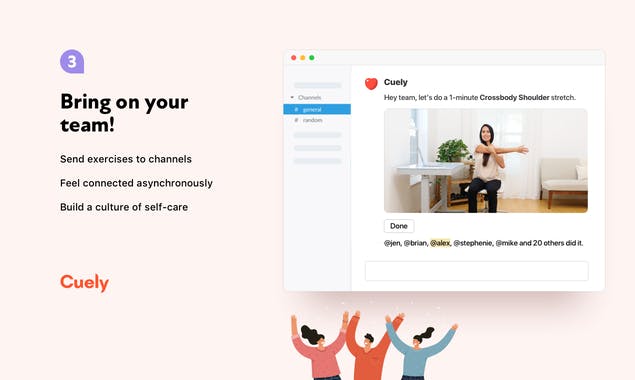 3
Bring on your
team!
Send exercises to channels
Feel connected asynchronously
Build a culture of self-care
Cuely
Channels
# general
# random
Cuely
Hey team, let's do a 1-minute Crossbody Shoulder stretch.
Done
@jen, @brian, @alex, @stephenie, @mike and 20 others did it.